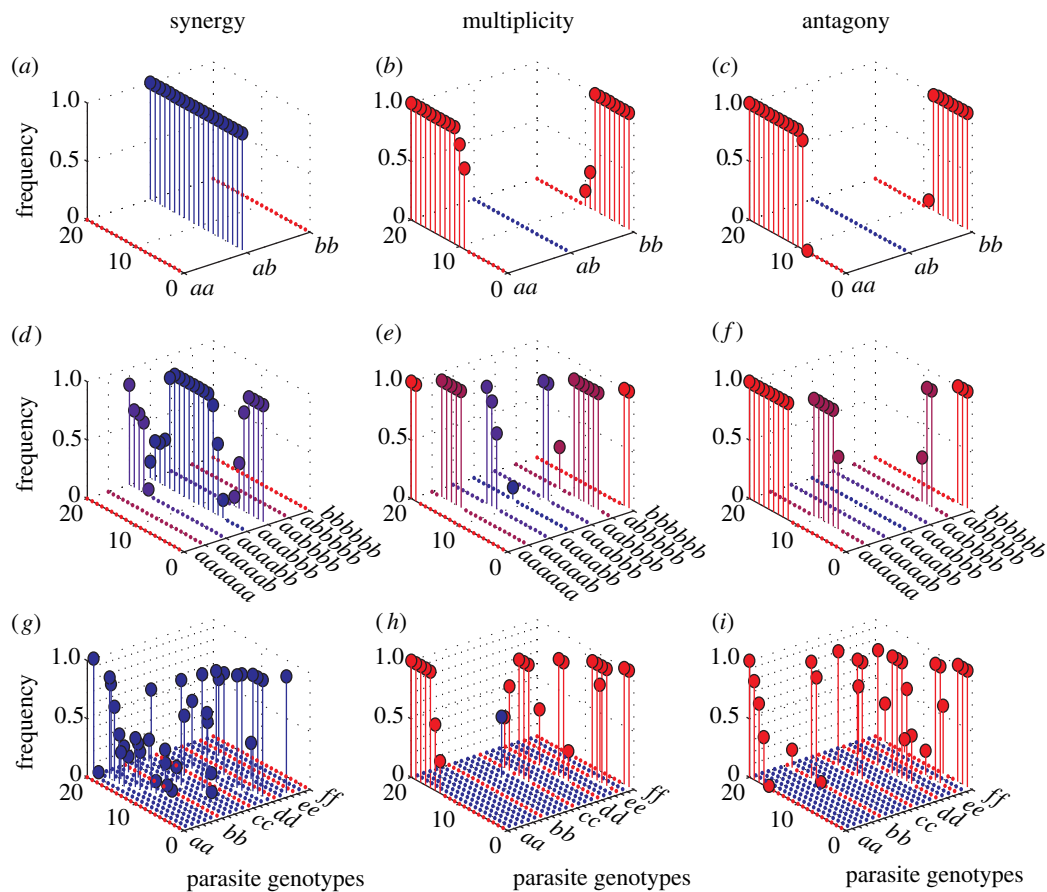 synergy multiplicity antagony
(a) (b) (c)
1.0
0.5
0
frequency
20
10
0
aa
ab
bb
20
10
0
aa
ab
bb
20
10
0
aa
ab
bb
1.0
0.5
0
1.0
0.5
0
(d) (e) (f)
1.0
0.5
0
frequency
20
10
0
aaaaaa
aaaaab
aaaabb
aaabbb
aabbbb
abbbbb
bbbbbb
1.0
0.5
0
20
10
0
aaaaaa
aaaaab
aaaabb
aaabbb
aabbbb
abbbbb
bbbbbb
1.0
0.5
0
20
10
0
aaaaaa
aaaaab
aaaabb
aaabbb
aabbbb
abbbbb
bbbbbb
(g) (h) (i)
1.0
0.5
0
frequency
20
10
0
aa
bb
cc
dd
ee
ff
parasite genotypes
1.0
0.5
0
20
10
0
aa
bb
cc
dd
ee
ff
parasite genotypes
1.0
0.5
0
20
10
0
aa
bb
cc
dd
ee
ff
parasite genotypes